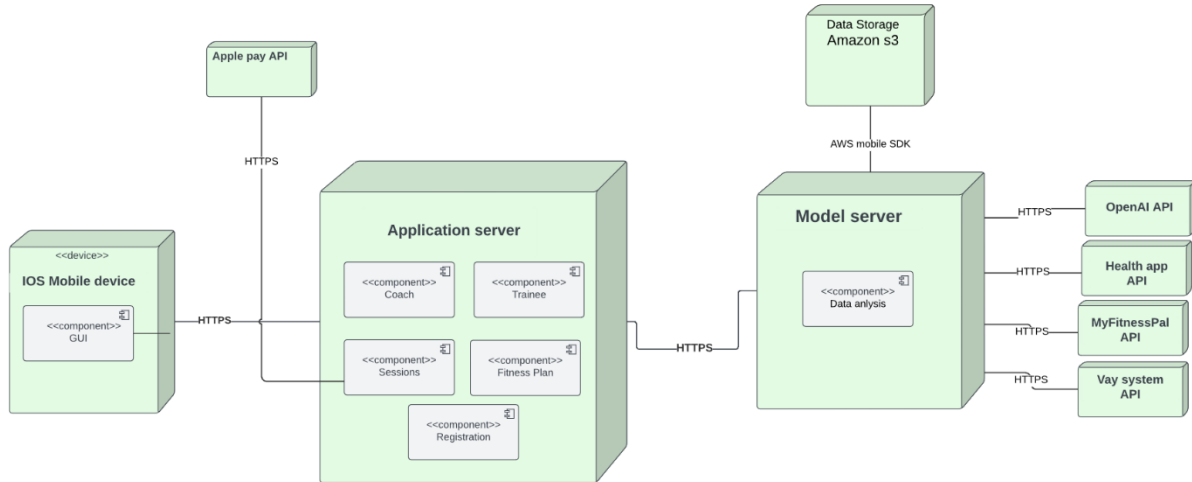 Data Storage
Amazon s3
Apple pay API
HTTPS
AWS mobile SDK
Application server
<<component>>
Coach
<<component>>
Trainee
<<component>>
Sessions
<<component>>
Fitness Plan
<<component>>
Registration
<<device>>
IOS Mobile device
<<component>>
GUI
HTTPS
HTTPS
Model server
<<component>>
Data anlysis
HTTPS
OpenAI API
HTTPS
Health app
API
HTTPS
MyFitnessPal
API
HTTPS
Vay system
API